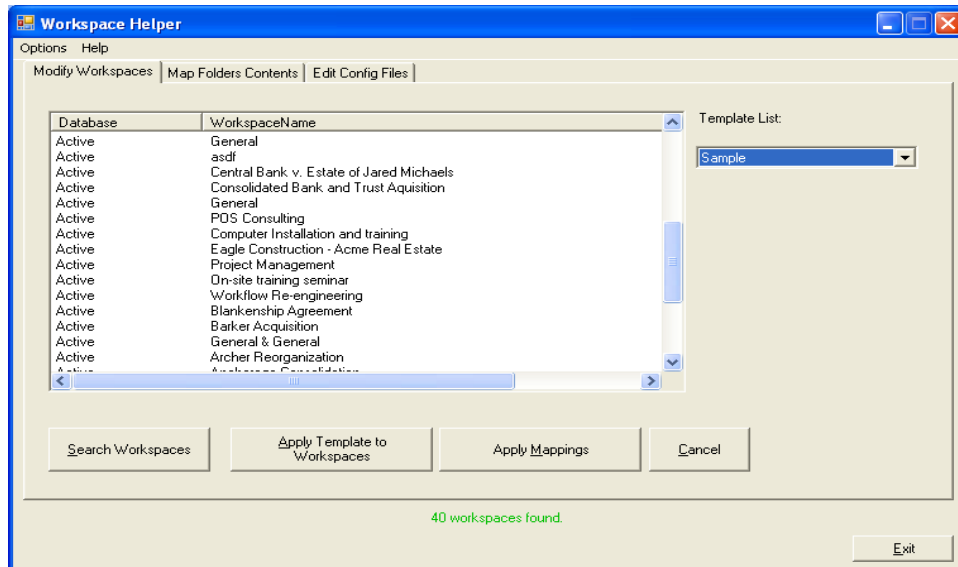 Workspace Helper
Options Help
Modify Workspaces Map Folders Contents Edit Config Files
Database WorkspaceName
Template List:
Active General
Sample
Active asdf
Active Central Bank v. Estate of Jared Michaels
Active Consolidated Bank and Trust Aquisition
Active General
Active POS Consulting
Active Computer Installation and training
Active Eagle Construction - Acme Real Estate
Active Project Management
Active On-site training seminar
Active Workflow Re-engineering
Active Blankenship Agreement
Active Barker Acquisition
Active General & General
Active Archer Reorganization
Active Anchorage Consolidation
Search Workspaces
Apply Template to
Workspaces
Apply Mappings
Cancel
40 workspaces found.
Exit